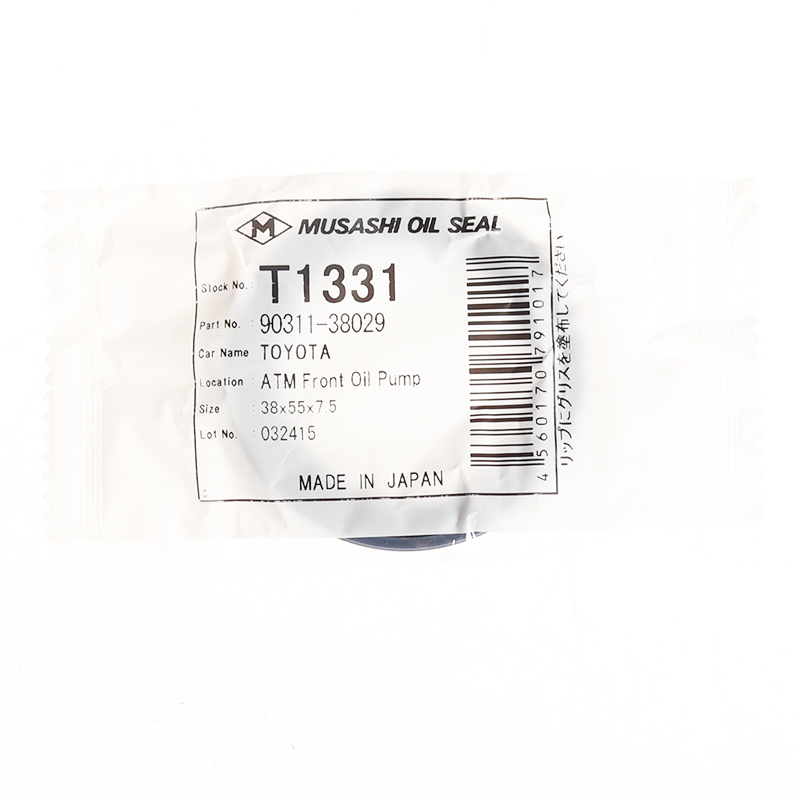 M MUSASHI OIL SEAL
Stock No. : T1331
Part No. : 90311-38029
Car Name : TOYOTA
Location : ATM Front Oil Pump
Size : 38x55x7.5
Lot No. : 032415
MADE IN JAPAN
4560170791017
リップにグリスを塗布してください